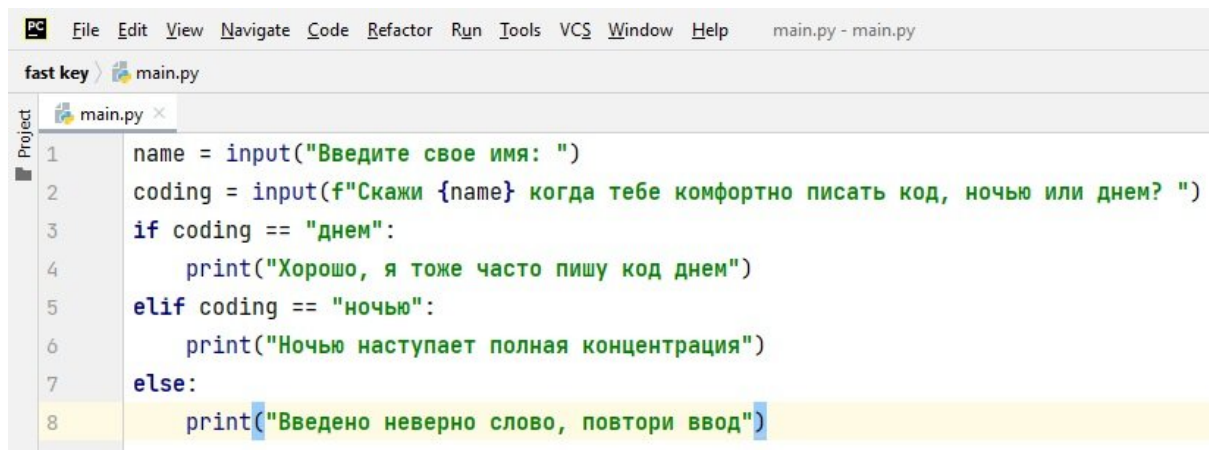 PC File Edit View Navigate Code Refactor Run Tools VCS Window Help main.py - main.py
fast key main.py
Project
main.py
1 name = input("Введите свое имя: ")
2 coding = input(f"Скажи {name} когда тебе комфортно писать код, ночью или днем? ")
3 if coding == "днем":
4     print("Хорошо, я тоже часто пишу код днем")
5 elif coding == "ночью":
6     print("Ночью наступает полная концентрация")
7 else:
8     print("Введено неверно слово, повтори ввод")